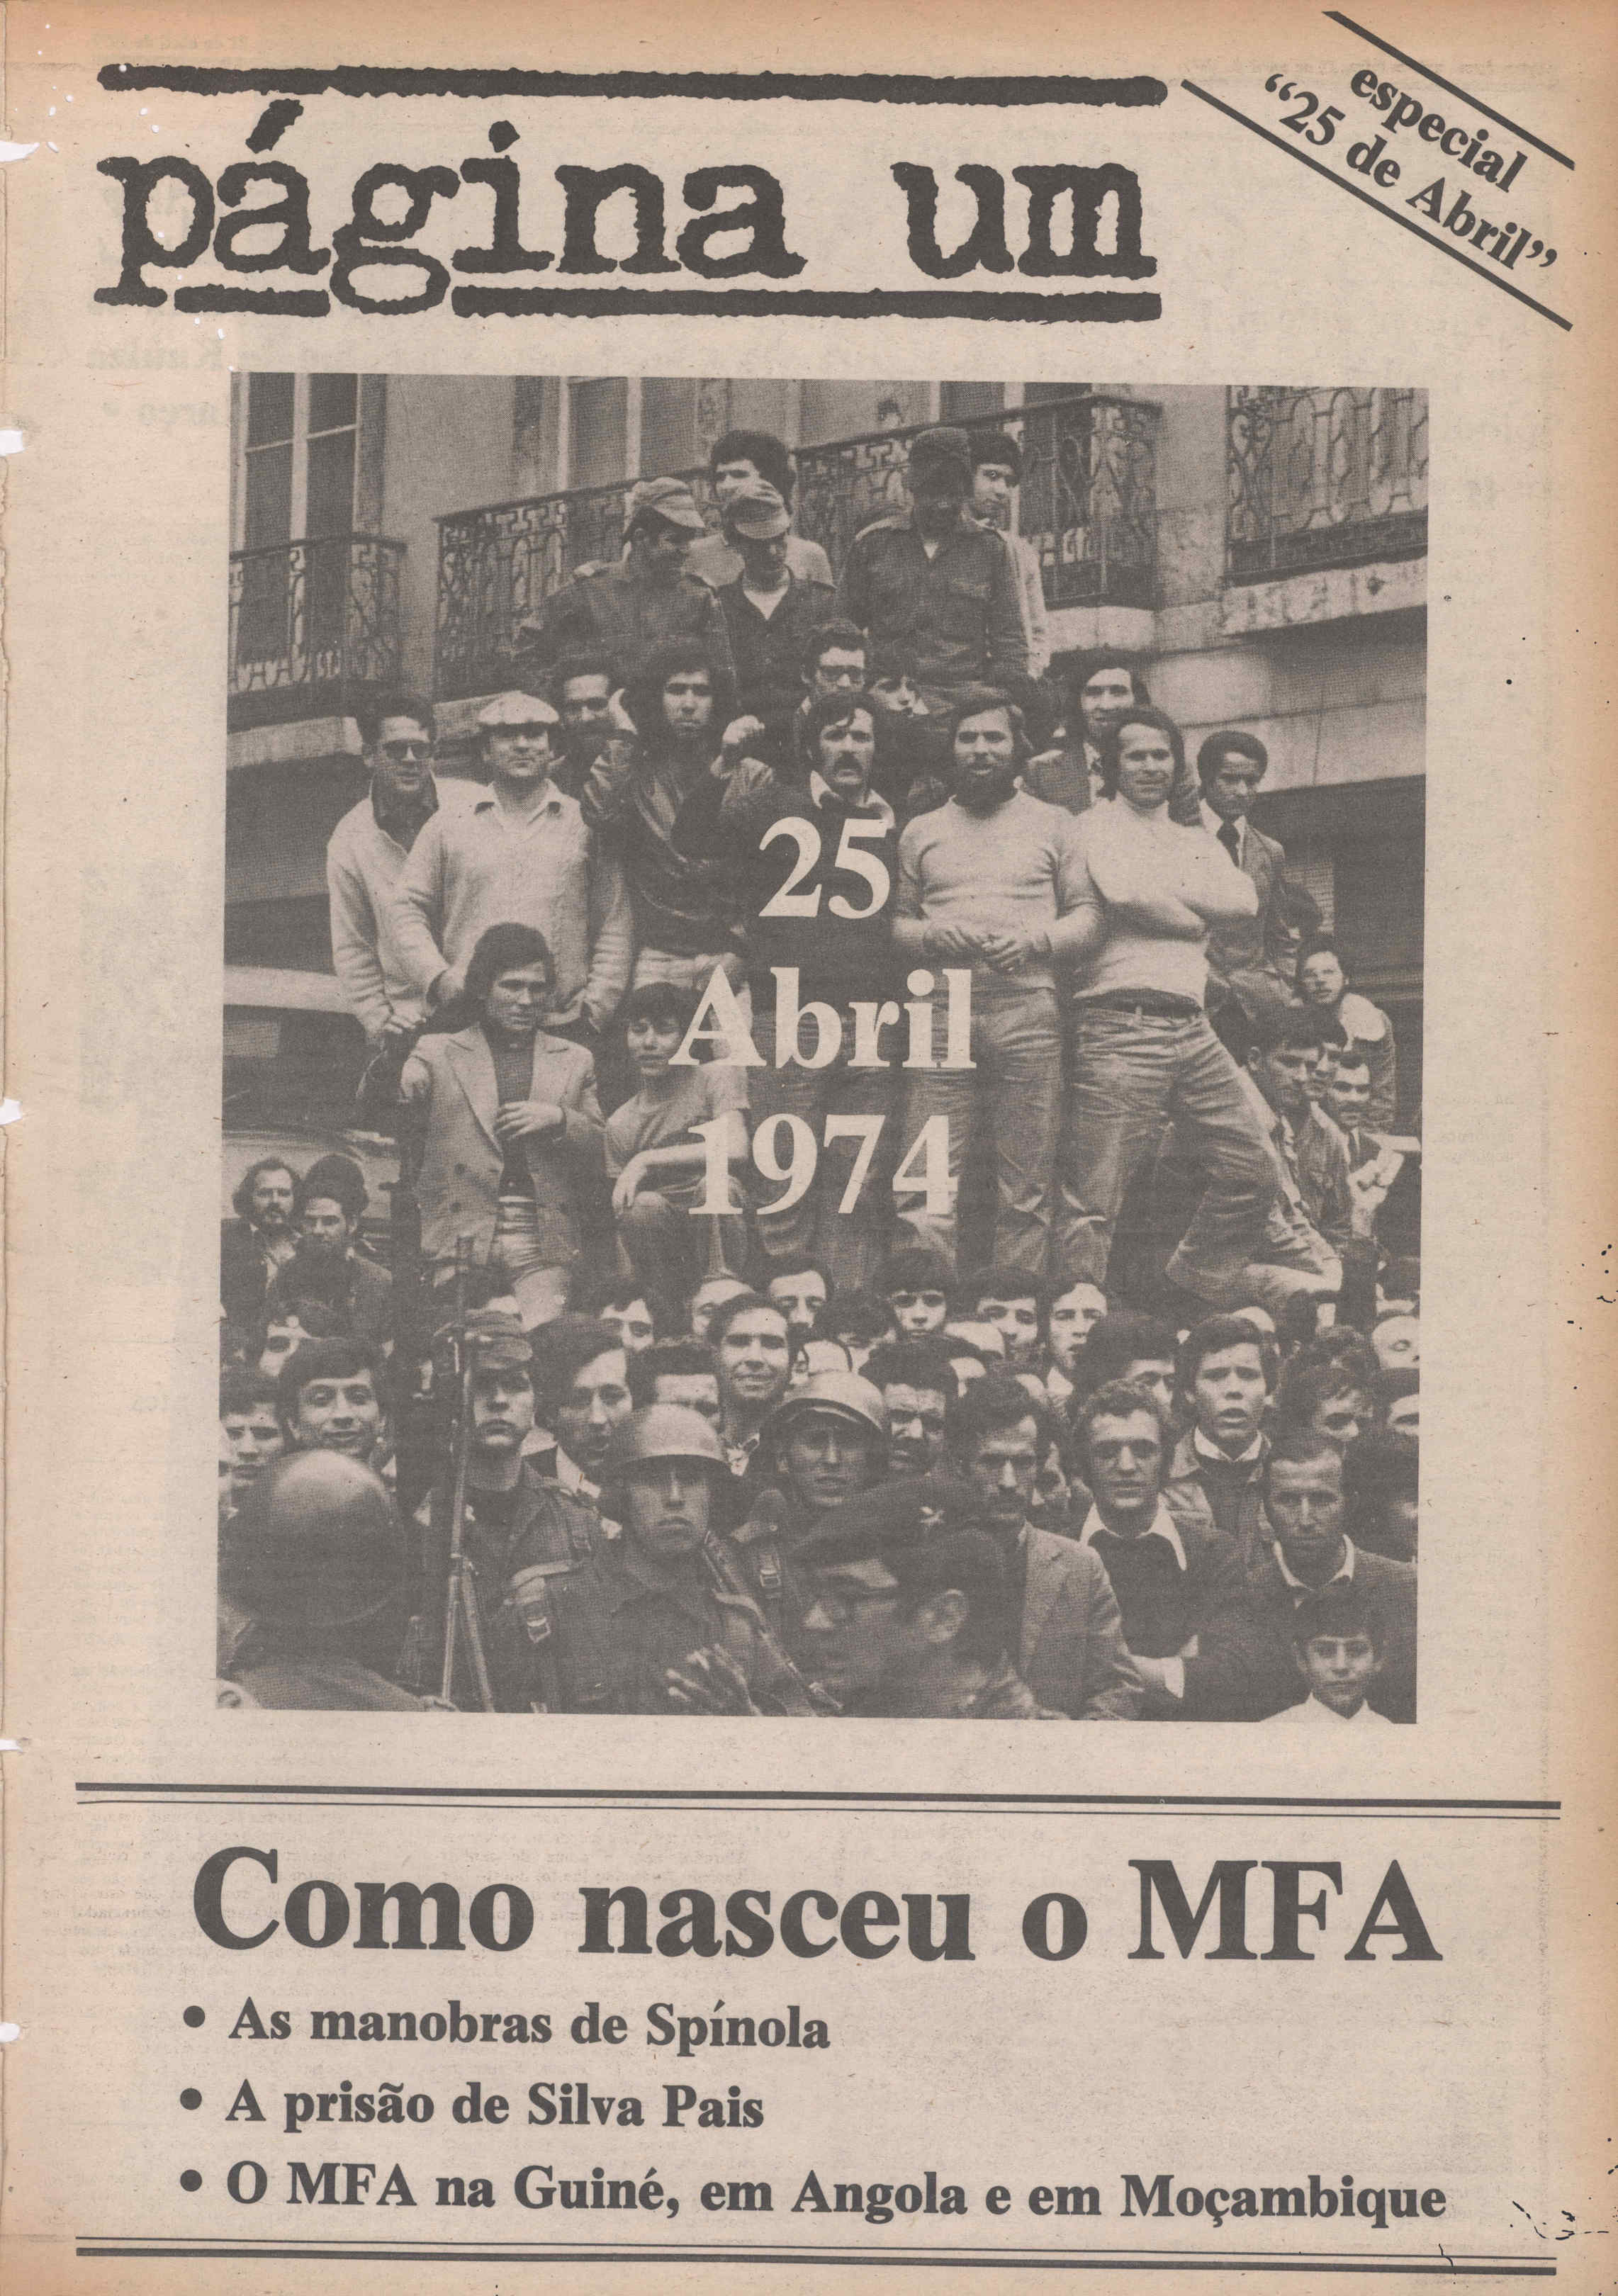 especial
“25 de Abril”
página um
25
Abril
1974
Como nasceu o MFA
• As manobras de Spínola
• A prisão de Silva Pais
• O MFA na Guiné, em Angola e em Moçambique